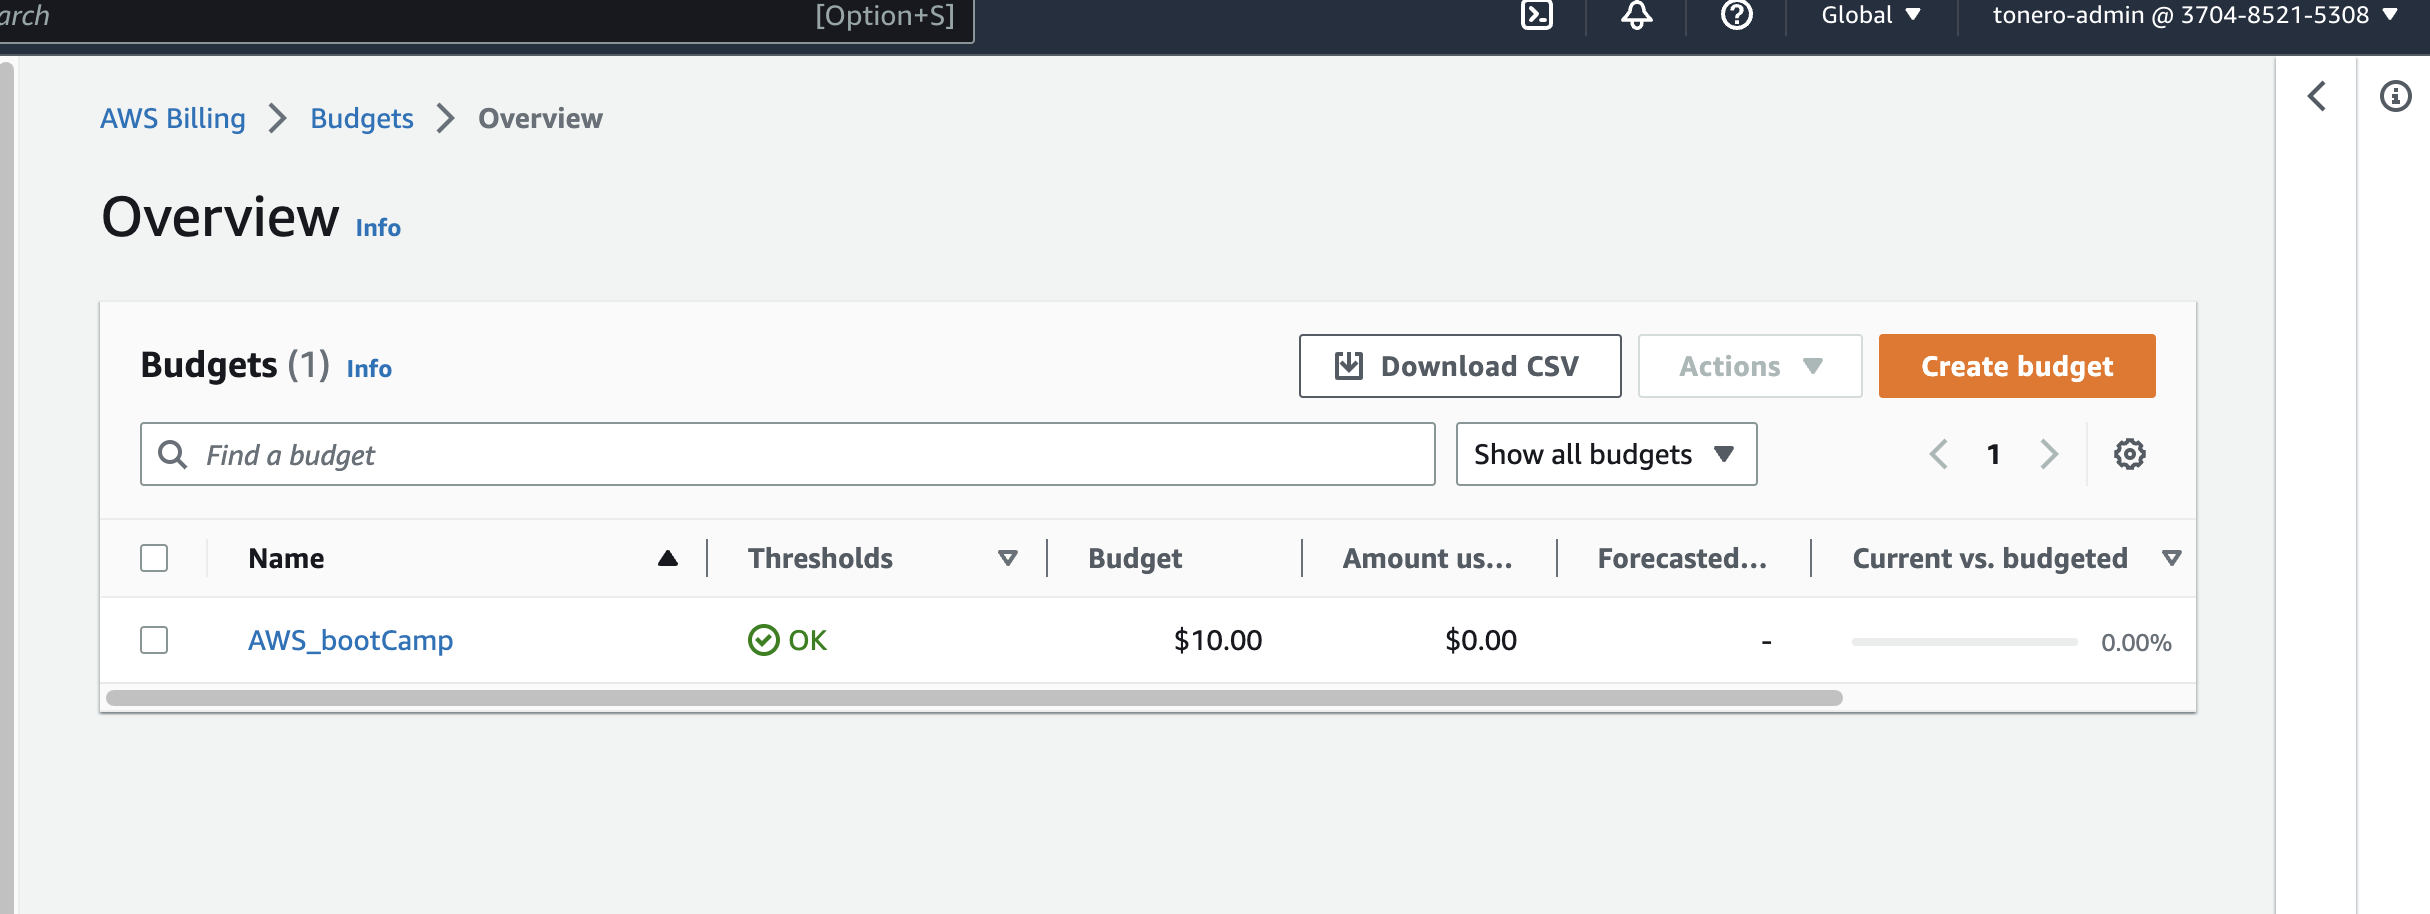 arch [Option+S] Global tonero-admin @ 3704-8521-5308
AWS Billing Budgets Overview
Overview Info
Budgets (1) Info Download CSV Actions Create budget
Find a budget Show all budgets 1
Name Thresholds Budget Amount us... Forecasted... Current vs. budgeted
AWS_bootCamp OK $10.00 $0.00 - 0.00%